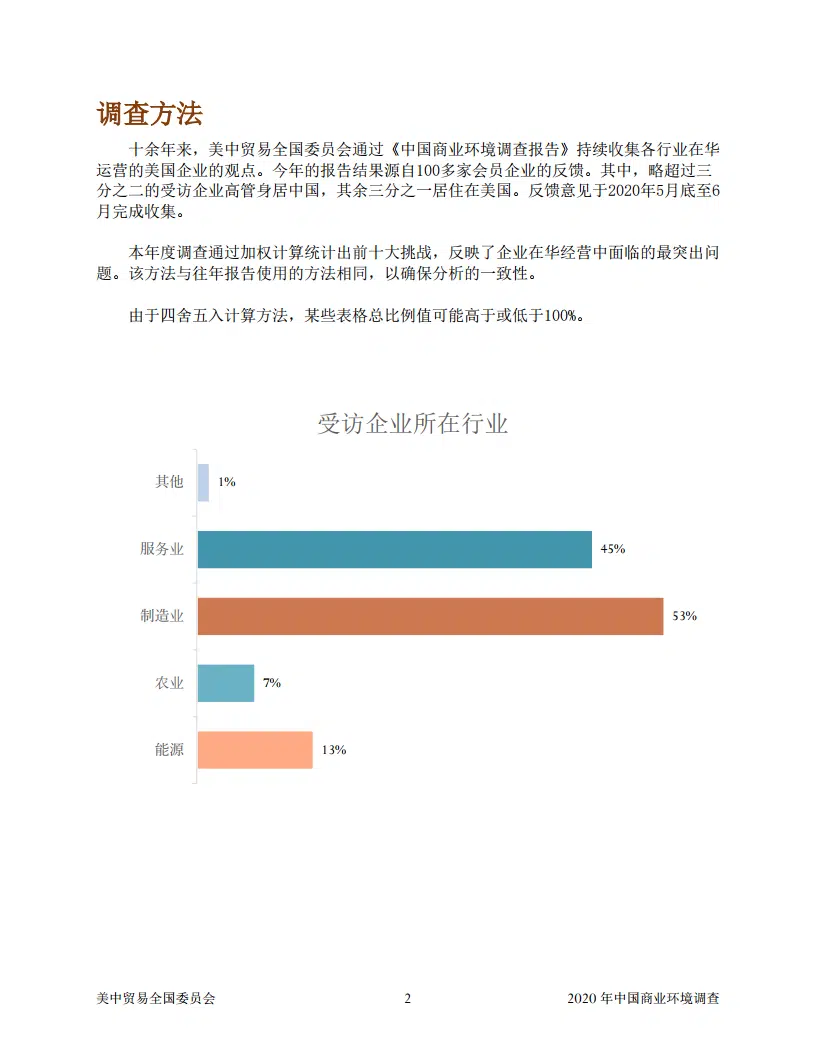 调查方法
十余年来，美中贸易全国委员会通过《中国商业环境调查报告》持续收集各行业在华
运营的美国企业的观点。今年的报告结果源自100多家会员企业的反馈。其中，略超过三
分之二的受访企业高管身居中国，其余三分之一居住在美国。反馈意见于2020年5月底至6
月完成收集。
本年度调查通过加权计算统计出前十大挑战，反映了企业在华经营中面临的最突出问
题。该方法与往年报告使用的方法相同，以确保分析的一致性。
由于四舍五入计算方法，某些表格总比例值可能高于或低于100%。
受访企业所在行业
其他 1%
服务业 45%
制造业 53%
农业 7%
能源 13%
美中贸易全国委员会 2 2020 年中国商业环境调查